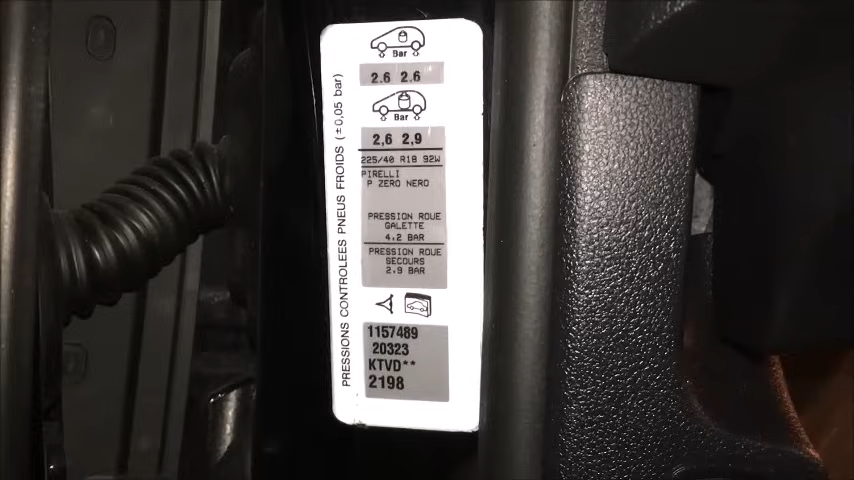 Bar
2.6 2.6
Bar
2,6 2,9
225/40 R18 92W
PIRELLI
P ZERO NERO
PRESSION ROUE
GALETTE
4.2 BAR
PRESSION ROUE
SECOURS
2.9 BAR
PRESSIONS CONTROLEES PNEUS FROIDS (±0,05 bar)
1157489
20323
KTVD**
2198